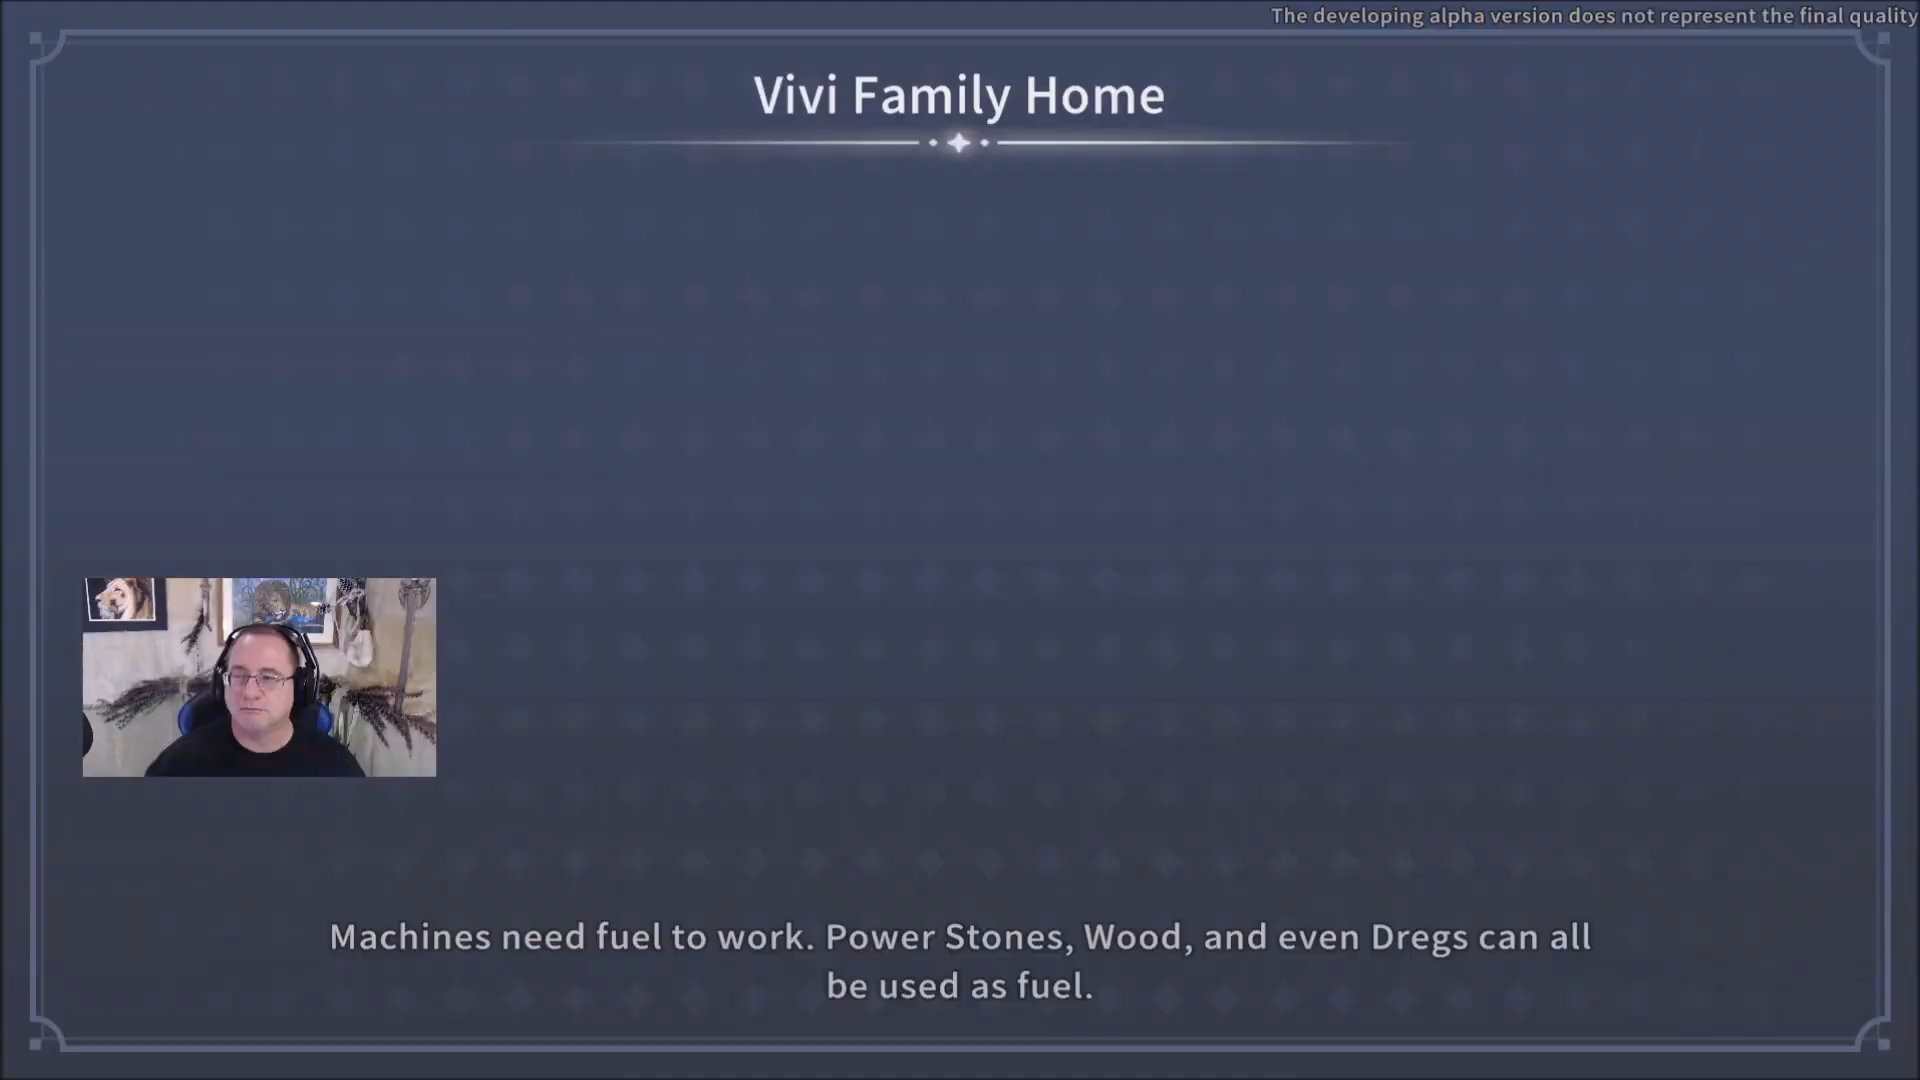 The developing alpha version does not represent the final quality
Vivi Family Home
Machines need fuel to work. Power Stones, Wood, and even Dregs can all
be used as fuel.